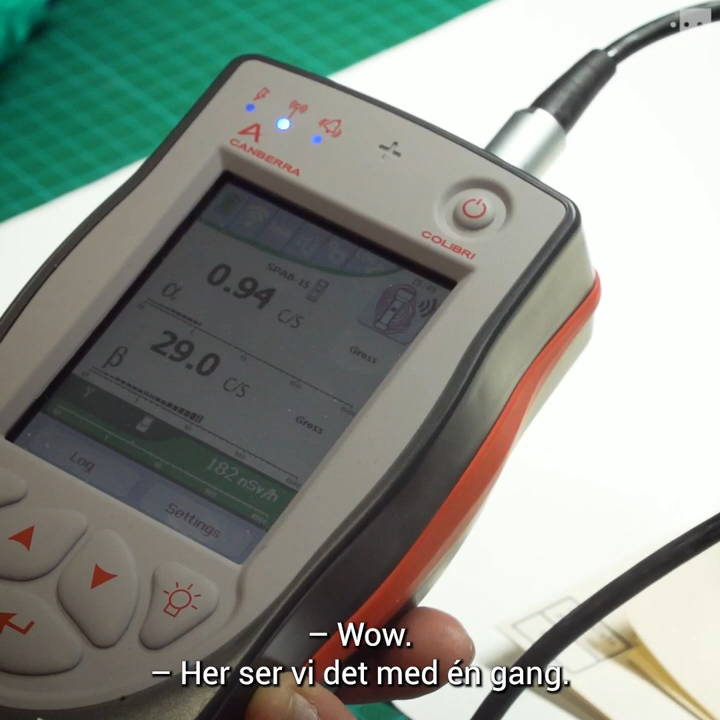 CANBERRA
COLIBRI
SPAB-15
α 0.94 C/S
Gross
β 29.0 C/S
Gross
182 nSv/h
Log
Settings
– Wow.
– Her ser vi det med én gang.